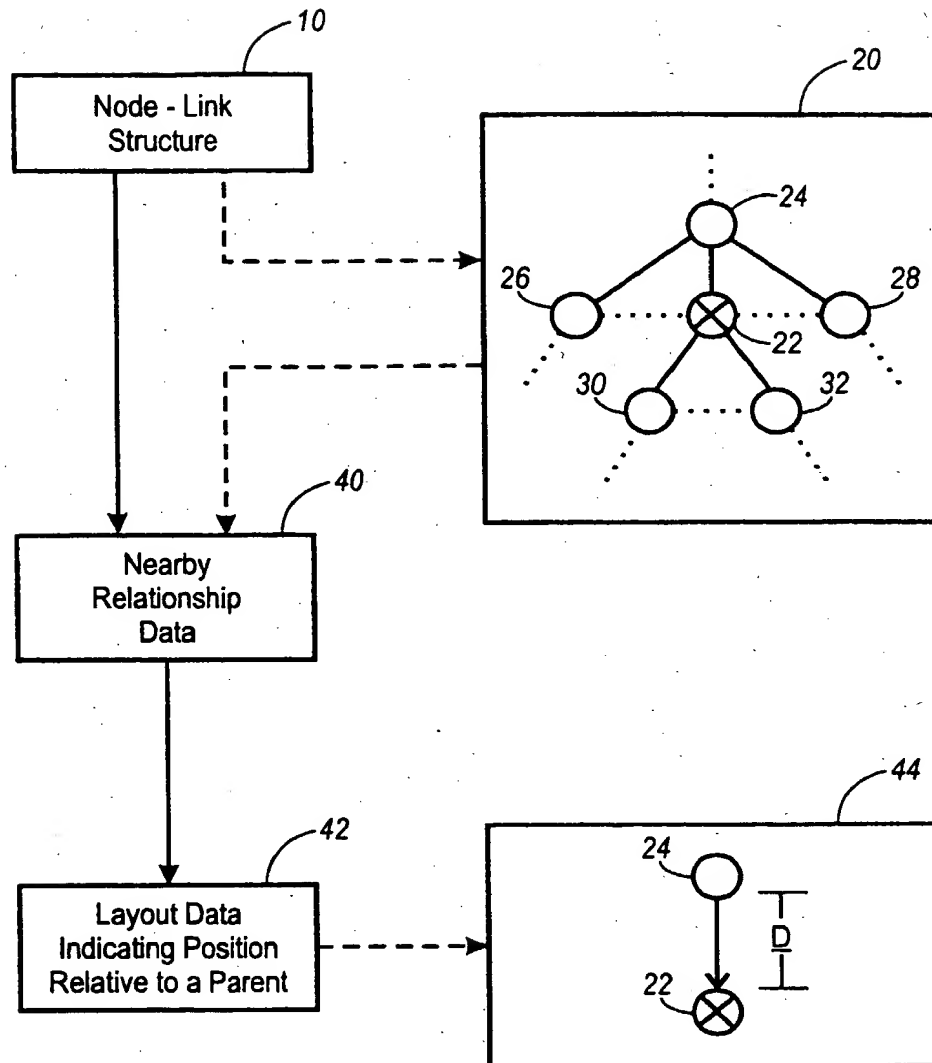 10
Node - Link
Structure
20
24
26
28
22
30
32
40
Nearby
Relationship
Data
42
Layout Data
Indicating Position
Relative to a Parent
44
24
D
22